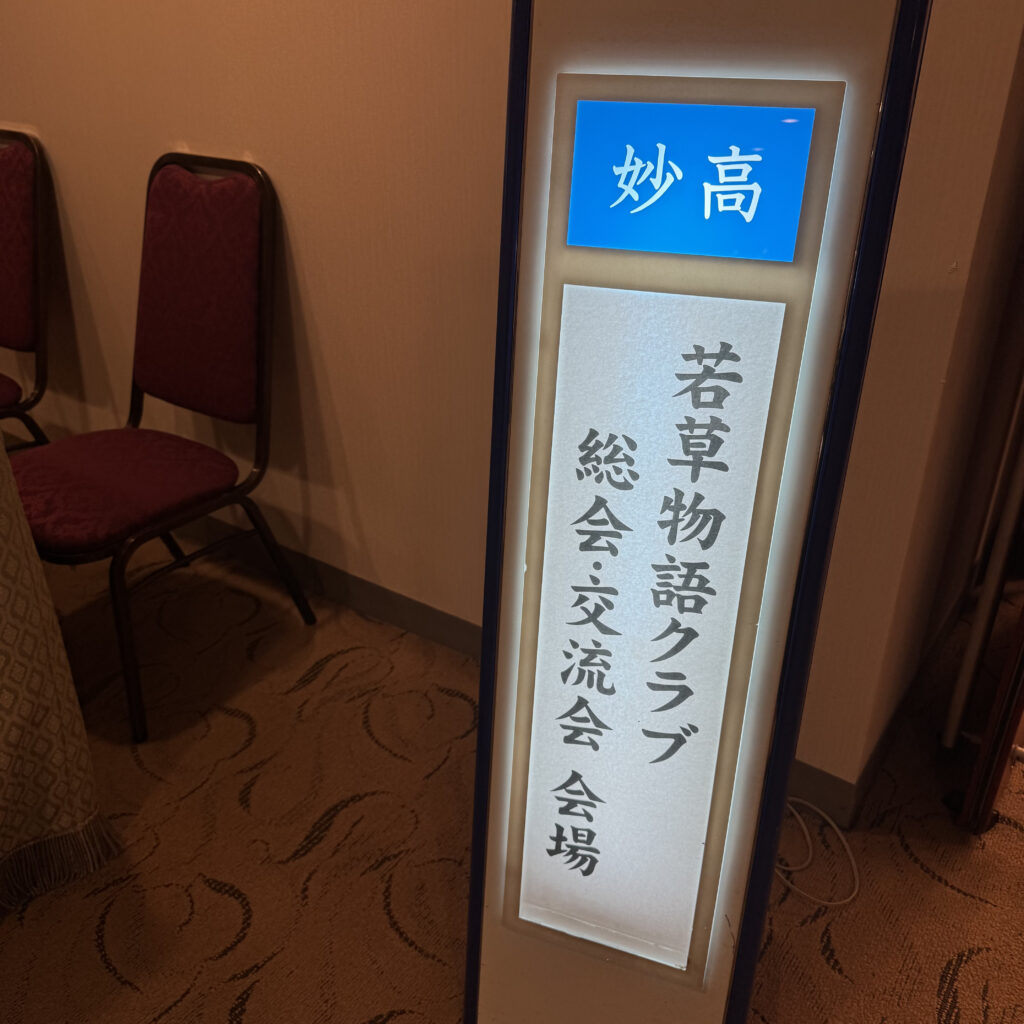 妙高
若草物語クラブ
総会・交流会 会場